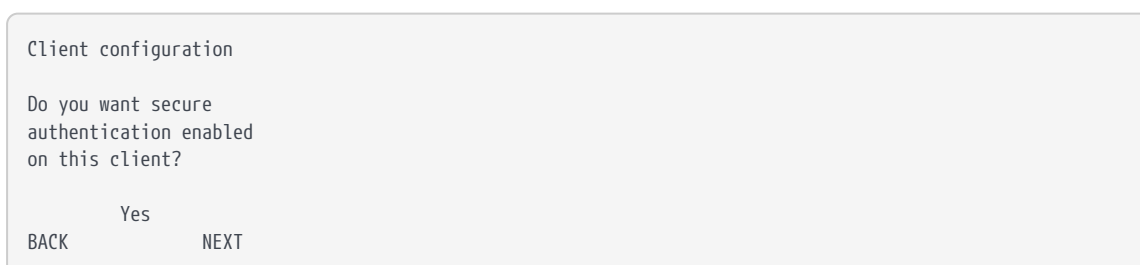 Client configuration
Do you want secure
authentication enabled
on this client?
Yes
BACK NEXT